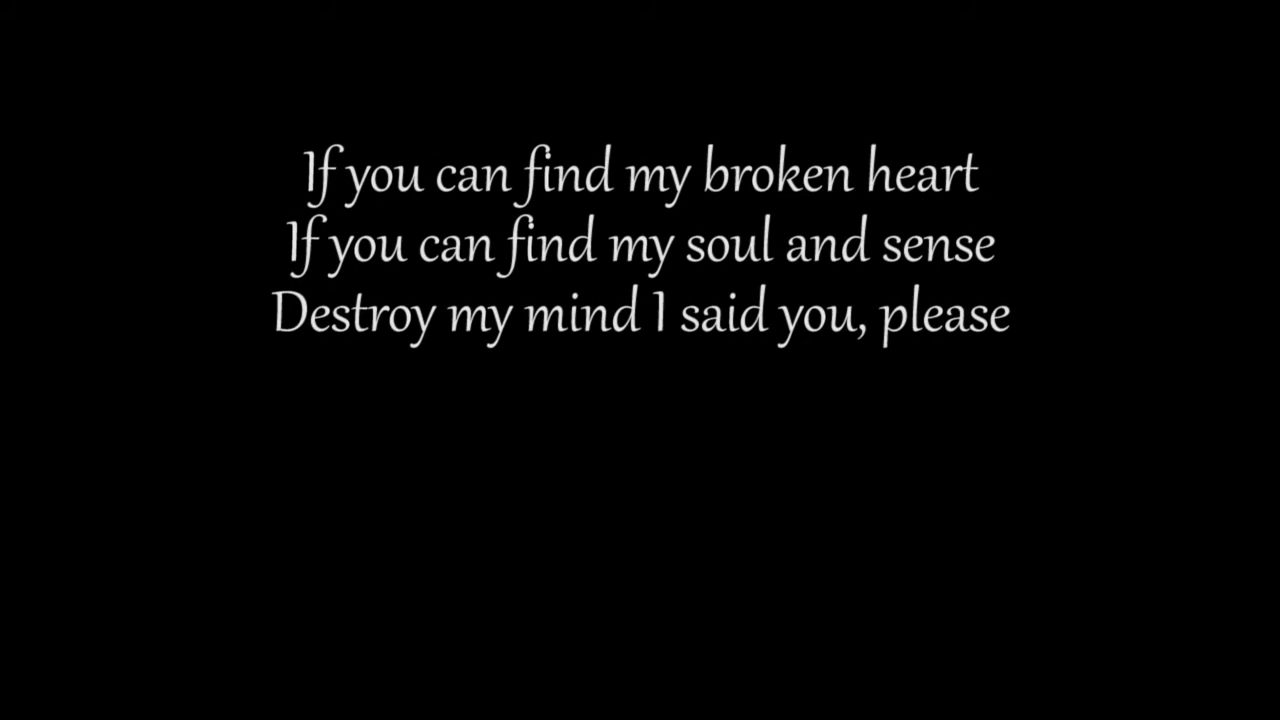 If you can find my broken heart
If you can find my soul and sense
Destroy my mind I said you, please